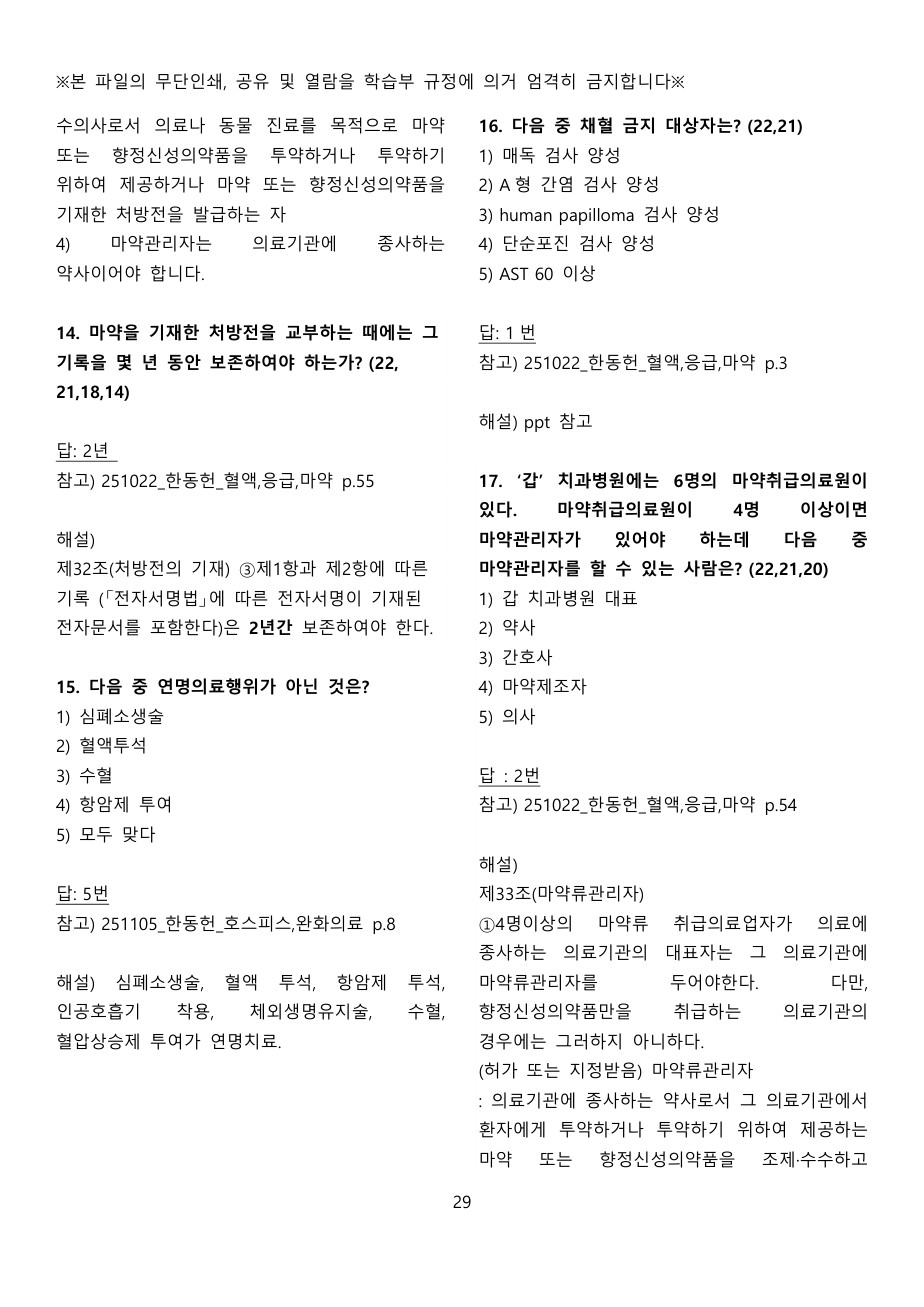 ※본 파일의 무단인쇄, 공유 및 열람을 학습부 규정에 의거 엄격히 금지합니다※
수의사로서 의료나 동물 진료를 목적으로 마약
또는 향정신성의약품을 투약하거나 투약하기
위하여 제공하거나 마약 또는 향정신성의약품을
기재한 처방전을 발급하는 자
4) 마약관리자는 의료기관에 종사하는
약사이어야 합니다.
14. 마약을 기재한 처방전을 교부하는 때에는 그
기록을 몇 년 동안 보존하여야 하는가? (22,
21,18,14)
답: 2년
참고) 251022_한동헌_혈액,응급,마약 p.55
해설)
제32조(처방전의 기재) ③제1항과 제2항에 따른
기록 (「전자서명법」에 따른 전자서명이 기재된
전자문서를 포함한다)은 2년간 보존하여야 한다.
15. 다음 중 연명의료행위가 아닌 것은?
1) 심폐소생술
2) 혈액투석
3) 수혈
4) 항암제 투여
5) 모두 맞다
답: 5번
참고) 251105_한동헌_호스피스,완화의료 p.8
해설) 심폐소생술, 혈액 투석, 항암제 투석,
인공호흡기 착용, 체외생명유지술, 수혈,
혈압상승제 투여가 연명치료.
16. 다음 중 채혈 금지 대상자는? (22,21)
1) 매독 검사 양성
2) A형 간염 검사 양성
3) human papilloma 검사 양성
4) 단순포진 검사 양성
5) AST 60 이상
답: 1번
참고) 251022_한동헌_혈액,응급,마약 p.3
해설) ppt 참고
17. ‘갑’ 치과병원에는 6명의 마약취급의료원이
있다. 마약취급의료원이 4명 이상이면
마약관리자가 있어야 하는데 다음 중
마약관리자를 할 수 있는 사람은? (22,21,20)
1) 갑 치과병원 대표
2) 약사
3) 간호사
4) 마약제조자
5) 의사
답 : 2번
참고) 251022_한동헌_혈액,응급,마약 p.54
해설)
제33조(마약류관리자)
①4명이상의 마약류 취급의료업자가 의료에
종사하는 의료기관의 대표자는 그 의료기관에
마약류관리자를 두어야한다. 다만,
향정신성의약품만을 취급하는 의료기관의
경우에는 그러하지 아니하다.
(허가 또는 지정받음) 마약류관리자
: 의료기관에 종사하는 약사로서 그 의료기관에서
환자에게 투약하거나 투약하기 위하여 제공하는
마약 또는 향정신성의약품을 조제·수수하고
29